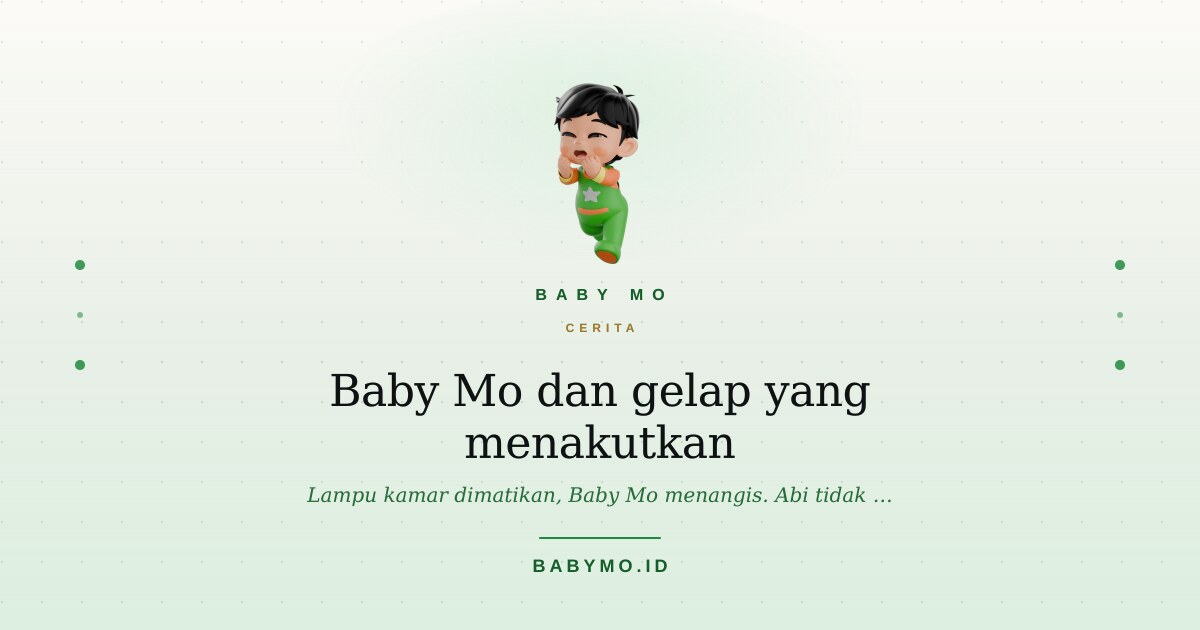 BABY MO
CERITA
Baby Mo dan gelap yang
menakutkan
Lampu kamar dimatikan, Baby Mo menangis. Abi tidak …
BABYMO.ID